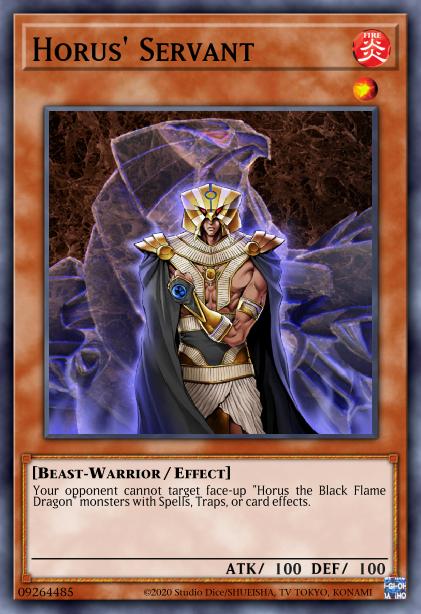 Horus' Servant
FIRE
炎
[Beast-Warrior / Effect]
Your opponent cannot target face-up "Horus the Black Flame
Dragon" monsters with Spells, Traps, or card effects.
ATK/ 100 DEF/ 100
09264485
©2020 Studio Dice/SHUEISHA, TV TOKYO, KONAMI